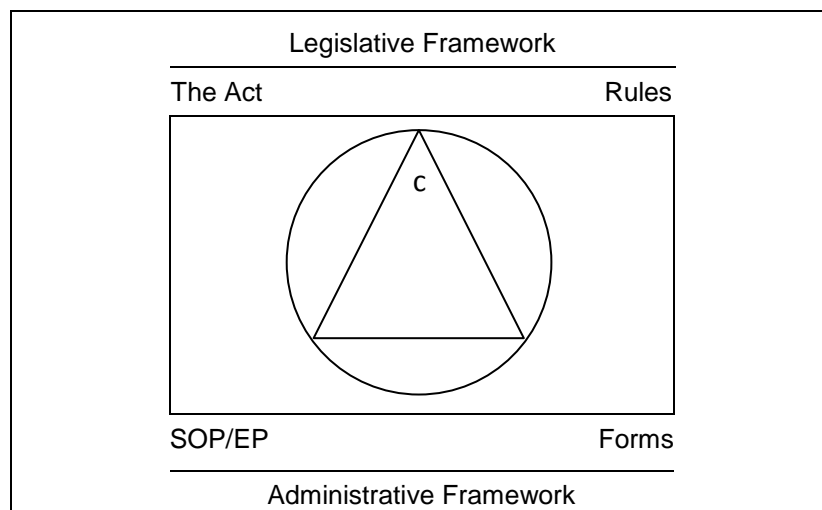 Legislative Framework
The Act Rules
C
SOP/EP Forms
Administrative Framework